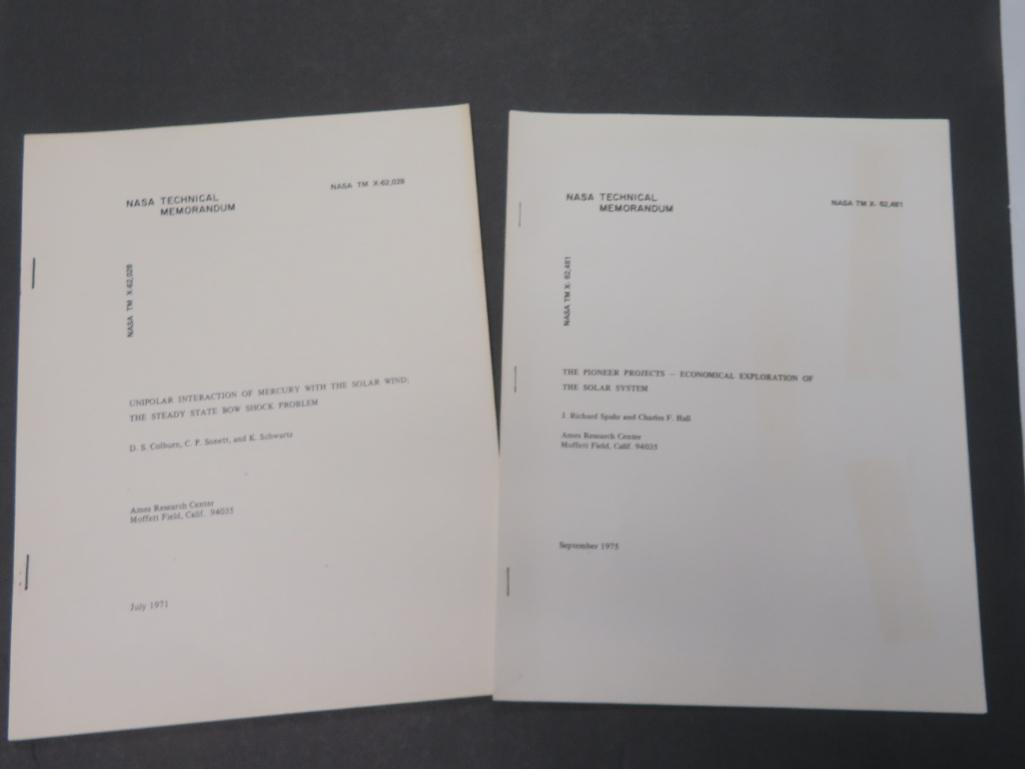 NASA TECHNICAL
MEMORANDUM
NASA TM X-62,028
NASA TM X-62,028
UNIPOLAR INTERACTION OF MERCURY WITH THE SOLAR WIND;
THE STEADY STATE BOW SHOCK PROBLEM
D. S. Colburn, C. P. Sonett, and K. Schwartz
Ames Research Center
Moffett Field, Calif. 94035
July 1971
NASA TECHNICAL
MEMORANDUM
NASA TM X- 62,481
NASA TM X- 62,481
THE PIONEER PROJECTS – ECONOMICAL EXPLORATION OF
THE SOLAR SYSTEM
J. Richard Spahr and Charles F. Hall
Ames Research Center
Moffett Field, Calif. 94035
September 1975